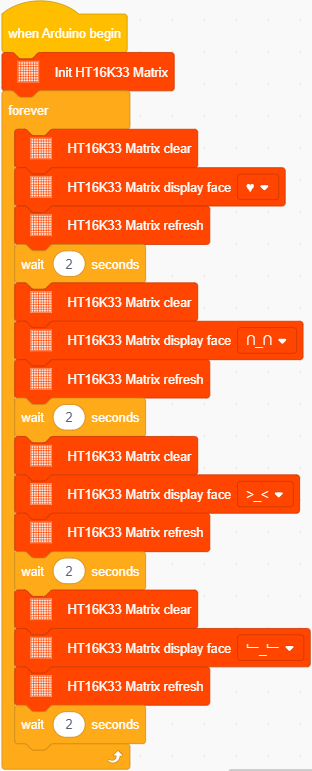 when Arduino begin
Init HT16K33 Matrix
forever
HT16K33 Matrix clear
HT16K33 Matrix display face ♥
HT16K33 Matrix refresh
wait 2 seconds
HT16K33 Matrix clear
HT16K33 Matrix display face ∩_∩
HT16K33 Matrix refresh
wait 2 seconds
HT16K33 Matrix clear
HT16K33 Matrix display face >_<
HT16K33 Matrix refresh
wait 2 seconds
HT16K33 Matrix clear
HT16K33 Matrix display face ﹂_﹂
HT16K33 Matrix refresh
wait 2 seconds